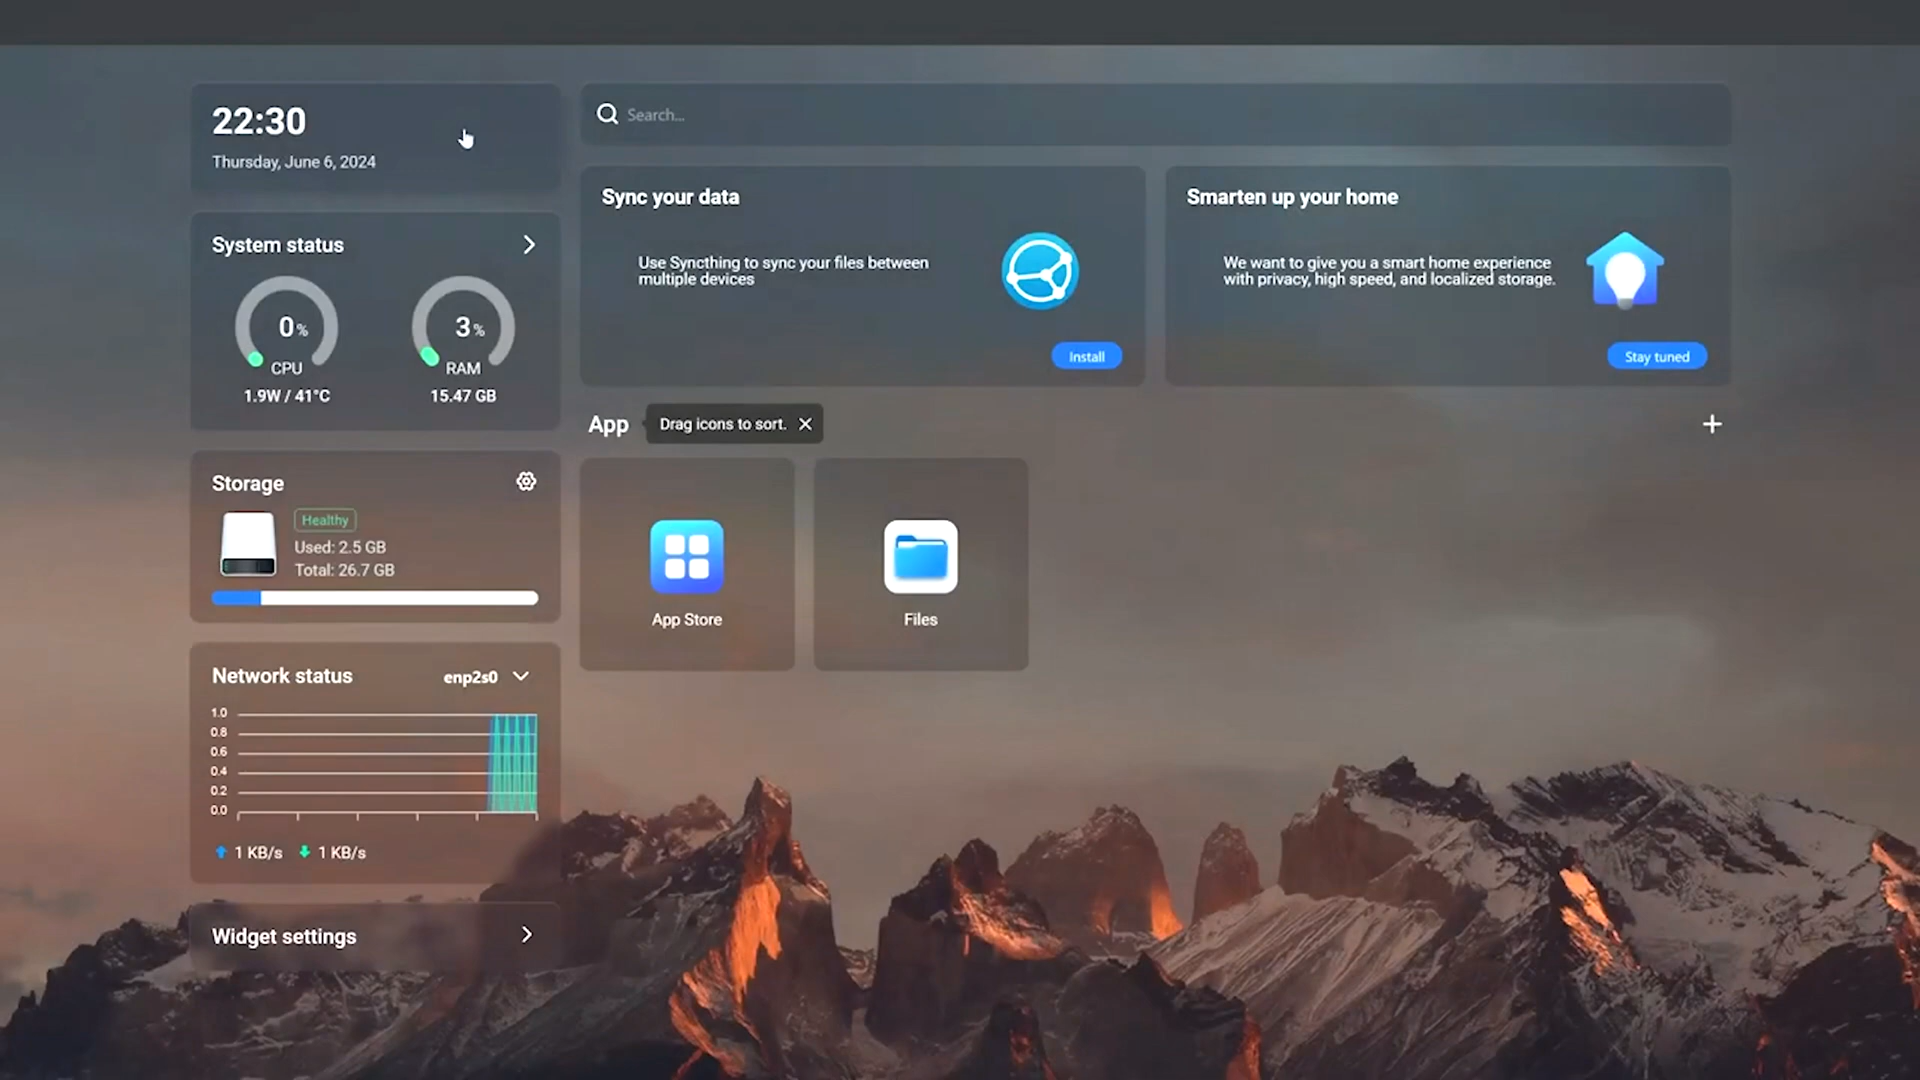 22:30
Thursday, June 6, 2024
System status
0%
CPU
1.9W / 41°C
3%
RAM
15.47 GB
Storage
Healthy
Used: 2.5 GB
Total: 26.7 GB
Network status
enp2s0
1.0
0.8
0.6
0.4
0.2
0.0
1 KB/s
1 KB/s
Widget settings
Search...
Sync your data
Use Syncthing to sync your files between
multiple devices
Install
Smarten up your home
We want to give you a smart home experience
with privacy, high speed, and localized storage.
Stay tuned
App
Drag icons to sort.
App Store
Files